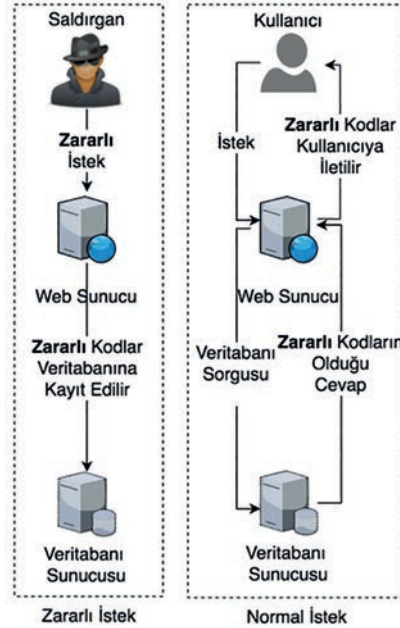 Saldırgan
Zararlı
İstek
Web Sunucu
Zararlı Kodlar
Veritabanına
Kayıt Edilir
Veritabanı
Sunucusu
Zararlı İstek
Kullanıcı
İstek
Zararlı Kodlar
Kullanıcıya
İletilir
Web Sunucu
Veritabanı
Sorgusu
Zararlı Kodların
Olduğu
Cevap
Veritabanı
Sunucusu
Normal İstek